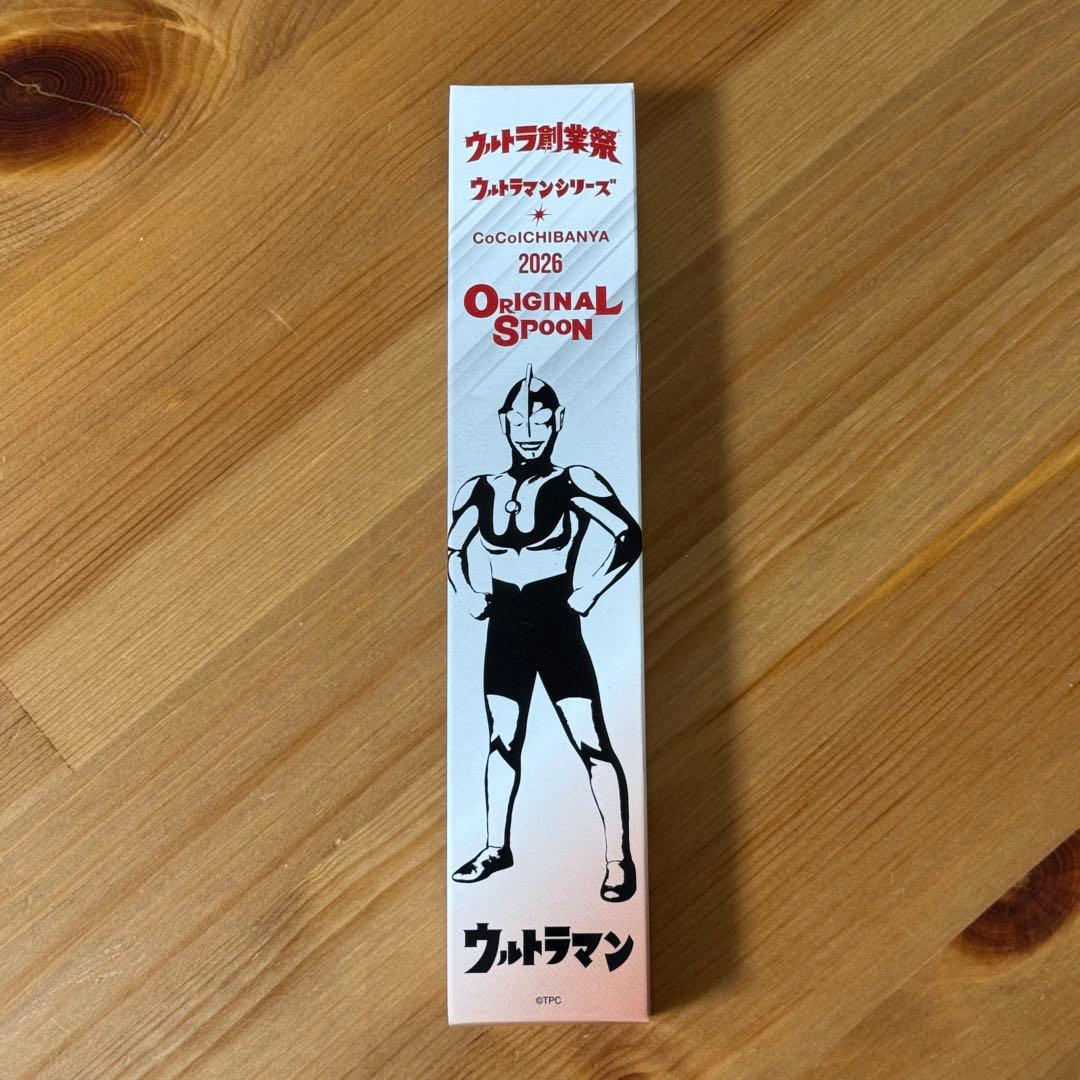 ウルトラ創業祭
ウルトラマンシリーズ
CoCoICHIBANYA
2026
ORIGINAL
SPOON
ウルトラマン
©TPC